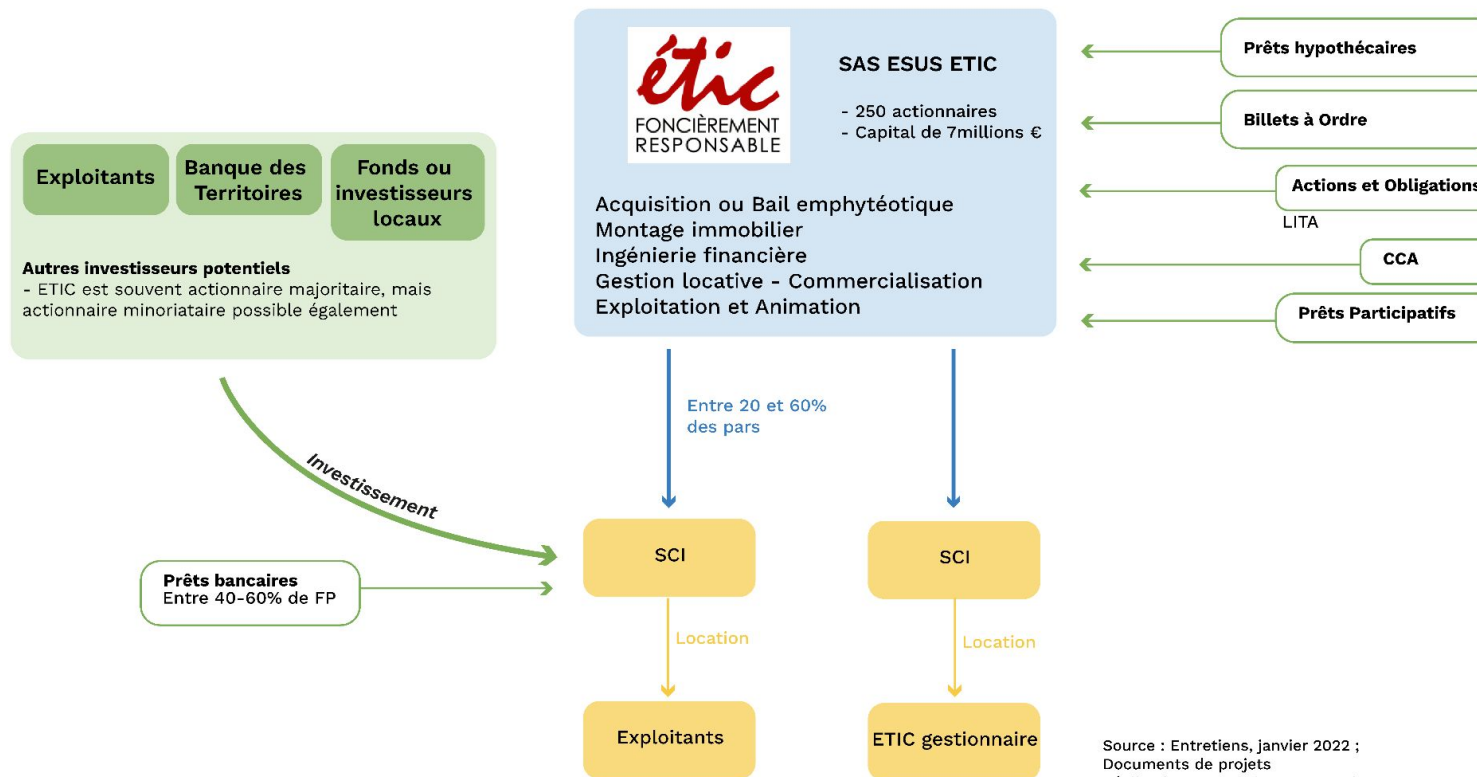 étic
FONCIÈREMENT
RESPONSABLE
SAS ESUS ETIC
- 250 actionnaires
- Capital de 7millions €
Acquisition ou Bail emphytéotique
Montage immobilier
Ingénierie financière
Gestion locative - Commercialisation
Exploitation et Animation
Prêts hypothécaires
Billets à Ordre
Actions et Obligations
LITA
CCA
Prêts Participatifs
Exploitants
Banque des
Territoires
Fonds ou
investisseurs
locaux
Autres investisseurs potentiels
- ETIC est souvent actionnaire majoritaire, mais
actionnaire minoriataire possible également
Entre 20 et 60%
des pars
Investissement
Prêts bancaires
Entre 40-60% de FP
SCI
SCI
Location
Location
Exploitants
ETIC gestionnaire
Source : Entretiens, janvier 2022 ;
Documents de projets